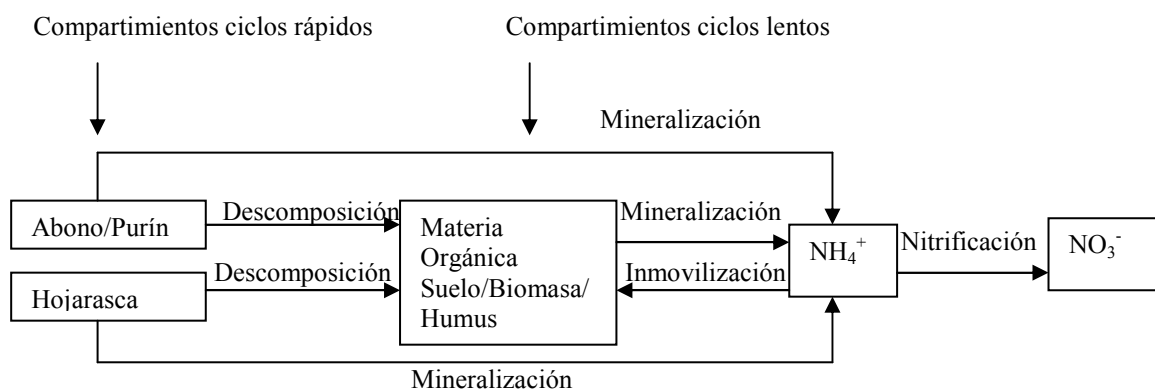 Compartimientos ciclos rápidos
Compartimientos ciclos lentos
Mineralización
Abono/Purín
Descomposición
Materia
Orgánica
Suelo/Biomasa/
Humus
Mineralización
NH₄⁺
Nitrificación
NO₃⁻
Hojarasca
Descomposición
Inmovilización
Mineralización